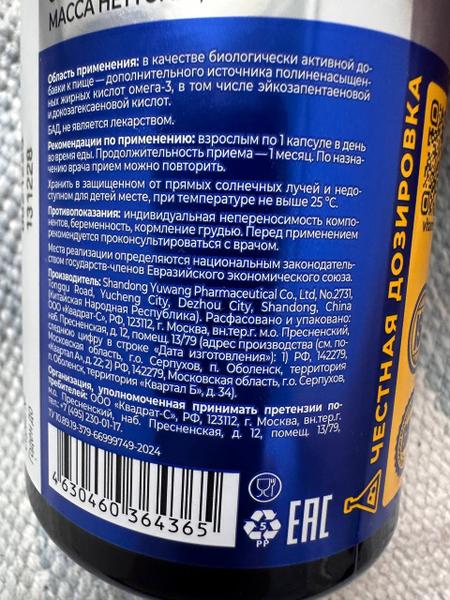 МАССА НЕТТО
Область применения: в качестве биологически активной до-
бавки к пище — дополнительного источника полиненасыщен-
ных жирных кислот омега-3, в том числе эйкозапентаеновой
и докозагексаеновой кислот.
БАД, не является лекарством.
Рекомендации по применению: взрослым по 1 капсуле в день
во время еды. Продолжительность приема — 1 месяц. По назна-
чению врача прием можно повторить.
Хранить в защищенном от прямых солнечных лучей и недо-
ступном для детей месте, при температуре не выше 25 °С.
Противопоказания: индивидуальная непереносимость компо-
нентов, беременность, кормление грудью. Перед применением
рекомендуется проконсультироваться с врачом.
Места реализации определяются национальным законодатель-
ством государств-членов Евразийского экономического союза.
Производитель: Shandong Yuwang Pharmaceutical Co., Ltd, No.2731,
Tongqu Road, Yucheng City, Dezhou City, Shandong, China
(Китайская Народная Республика). Расфасовано и упаковано:
ООО «Квадрат-С», РФ, 123112, г. Москва, вн.тер.г. м.о. Пресненский,
наб. Пресненская, д. 12, помещ. 13/79 (адрес производства (см. по-
следнюю цифру в строке «Дата изготовления»): 1) РФ, 142279,
Московская область, г.о. Серпухов, п. Оболенск, территория
«Квартал А», д. 22; 2) РФ, 142279, Московская область, г.о. Серпухов,
п. Оболенск, территория «Квартал Б», д. 34).
Организация, уполномоченная принимать претензии по-
требителей: ООО «Квадрат-С», РФ, 123112, г. Москва, вн.тер.г.
м.о. Пресненский, наб. Пресненская, д. 12, помещ. 13/79,
тел. +7 (495) 230-01-17.
ТУ 10.89.19-379-66999749-2024
4 630460 364365
5
PP
EAC
ЧЕСТНАЯ ДОЗИРОВКА
131228